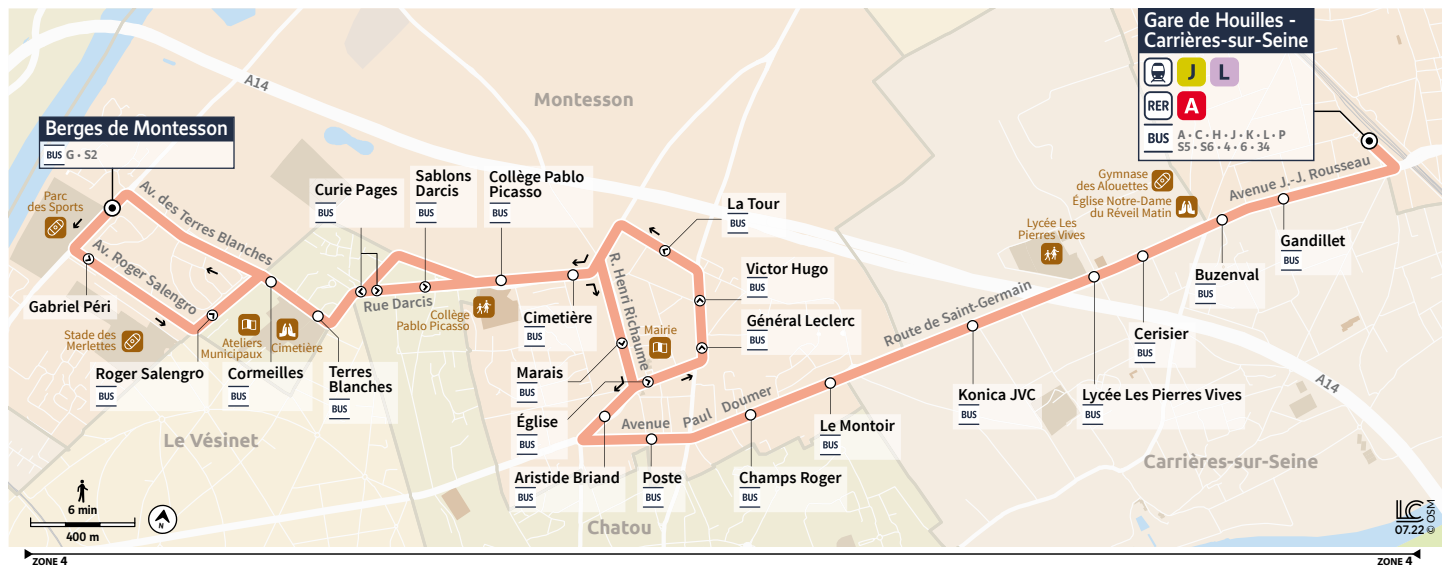 Gare de Houilles -
Carrières-sur-Seine
J L
RER A
BUS A • C • H • J • K • L • P
S5 • S6 • 4 • 6 • 34
A14
Montesson
Berges de Montesson
BUS G • S2
Parc
des Sports
Av. des Terres Blanches
Av. Roger Salengro
Gabriel Péri
Stade des
Merlettes
Ateliers
Municipaux
Cimetière
Roger Salengro
BUS
Cormeilles
BUS
Terres
Blanches
BUS
Curie Pages
BUS
Sablons
Darcis
BUS
Collège Pablo
Picasso
BUS
Rue Darcis
Collège
Pablo Picasso
Cimetière
BUS
La Tour
BUS
R. Henri Richaume
Victor Hugo
BUS
Général Leclerc
BUS
Mairie
Marais
BUS
Église
BUS
Aristide Briand
BUS
Avenue Paul Doumer
Poste
BUS
Champs Roger
BUS
Le Montoir
BUS
Route de Saint-Germain
Konica JVC
BUS
Lycée Les Pierres Vives
BUS
Cerisier
BUS
Buzenval
BUS
Gandillet
BUS
Avenue J.-J. Rousseau
Gymnase
des Alouettes
Église Notre-Dame
du Réveil Matin
Lycée Les
Pierres Vives
A14
Le Vésinet
Chatou
Carrières-sur-Seine
6 min
400 m
N
LC
07.22 © OSM
ZONE 4
ZONE 4